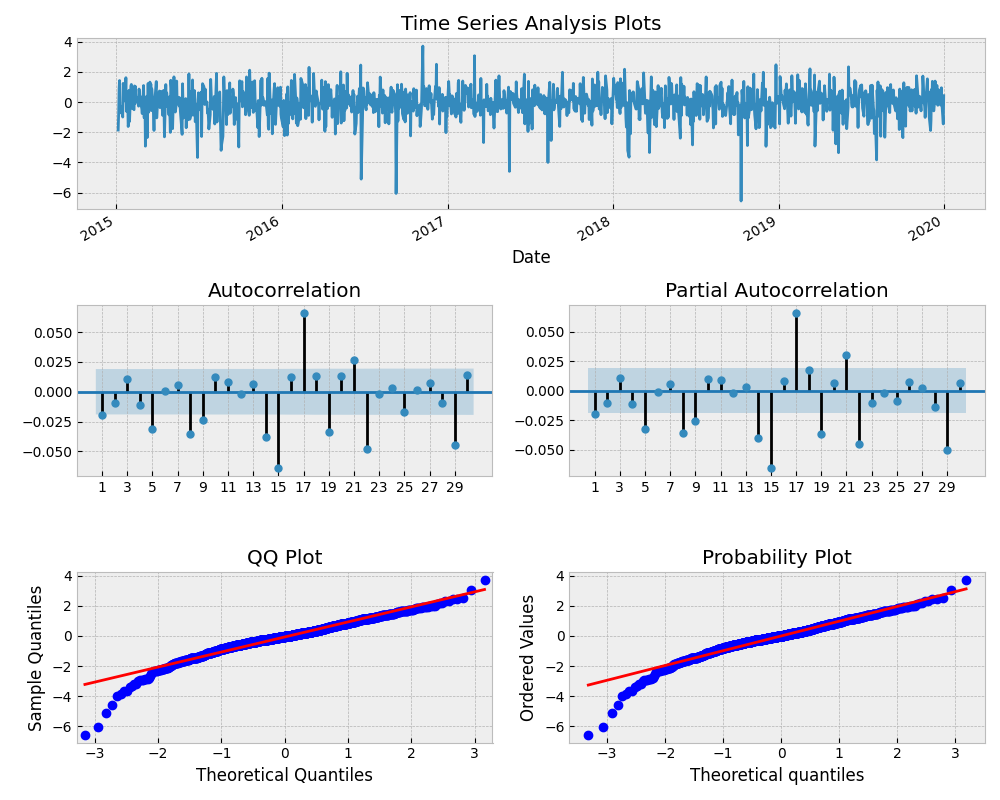 Time Series Analysis Plots
4
2
0
−2
−4
−6
2015
2016
2017
2018
2019
2020
Date
Autocorrelation
0.050
0.025
0.000
−0.025
−0.050
1 3 5 7 9 11 13 15 17 19 21 23 25 27 29
Partial Autocorrelation
0.050
0.025
0.000
−0.025
−0.050
1 3 5 7 9 11 13 15 17 19 21 23 25 27 29
QQ Plot
Sample Quantiles
4
2
0
−2
−4
−6
−3 −2 −1 0 1 2 3
Theoretical Quantiles
Probability Plot
Ordered Values
4
2
0
−2
−4
−6
−3 −2 −1 0 1 2 3
Theoretical quantiles